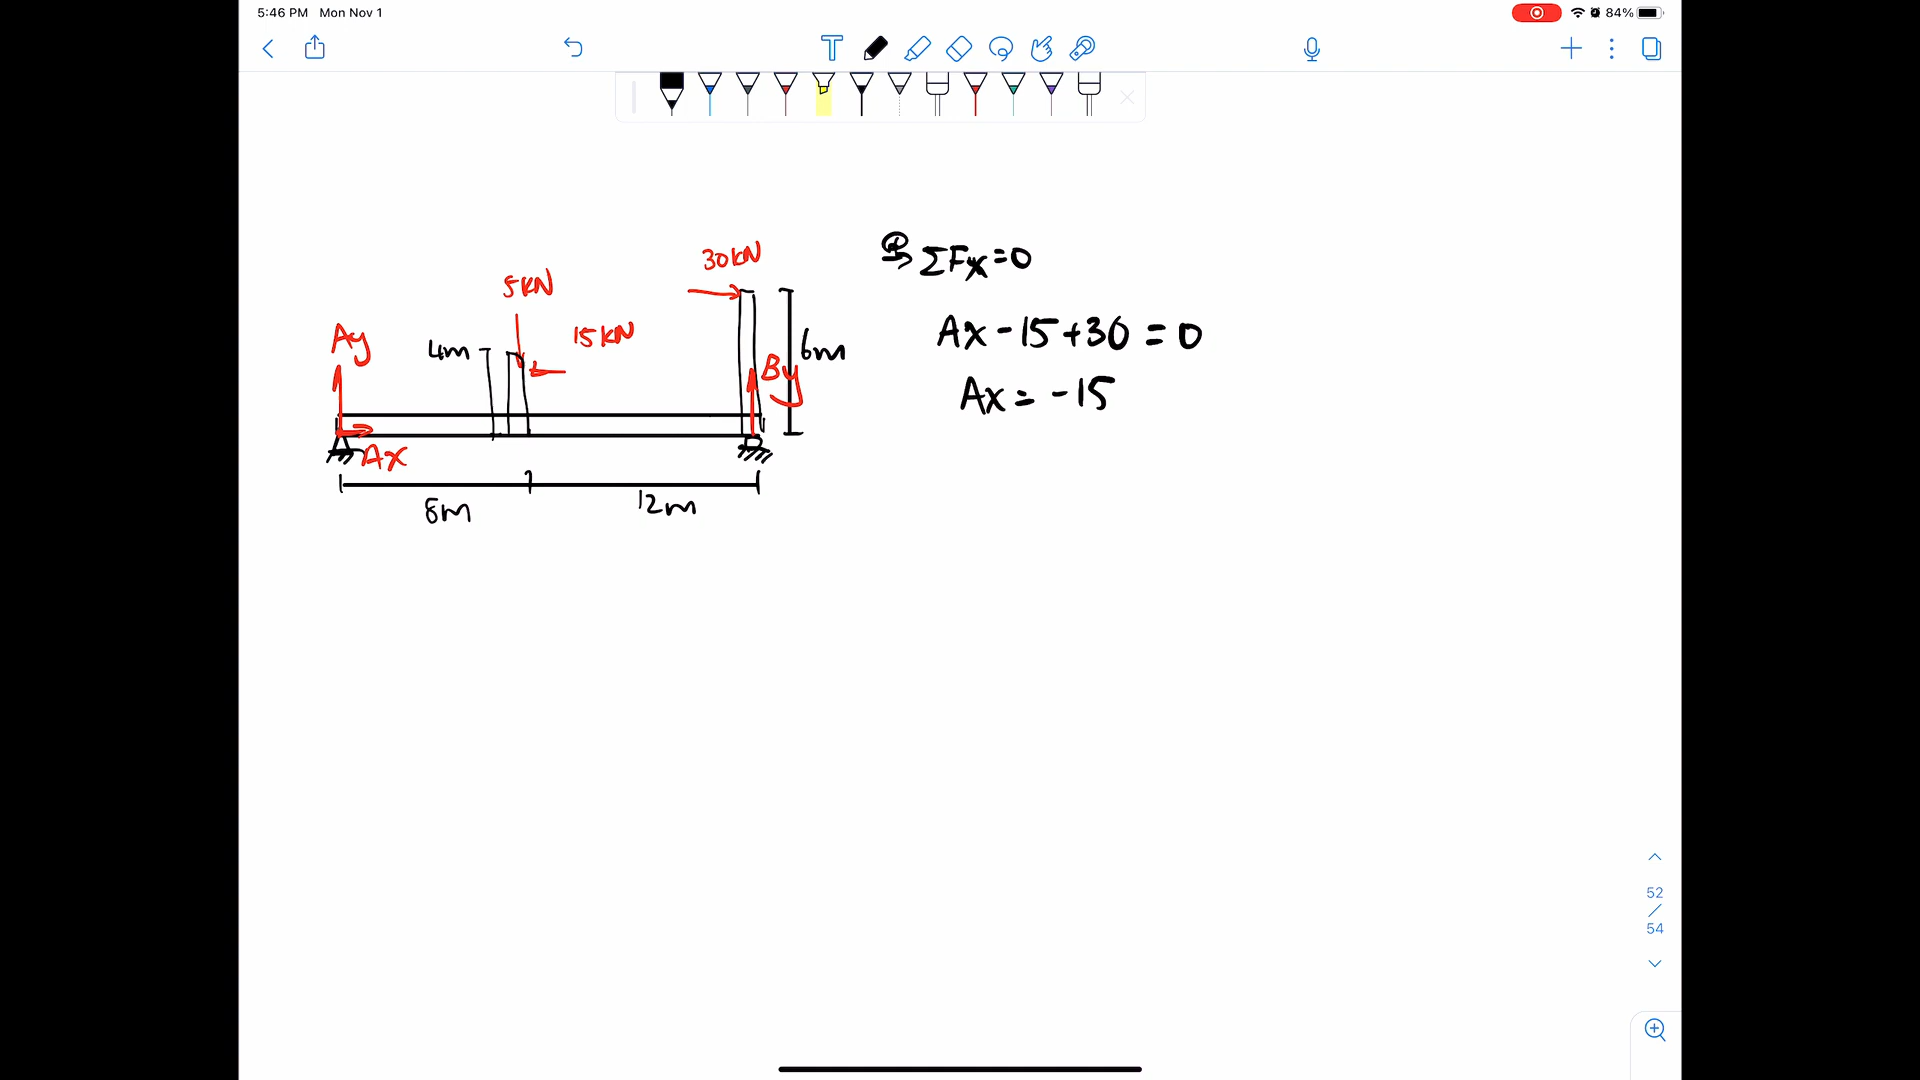 5:46 PM Mon Nov 1
84%
30kN
5kN
15kN
Ay
4m
6m
By
Ax
8m
12m
ΣFx=0
Ax-15+30=0
Ax=-15
52
/
54